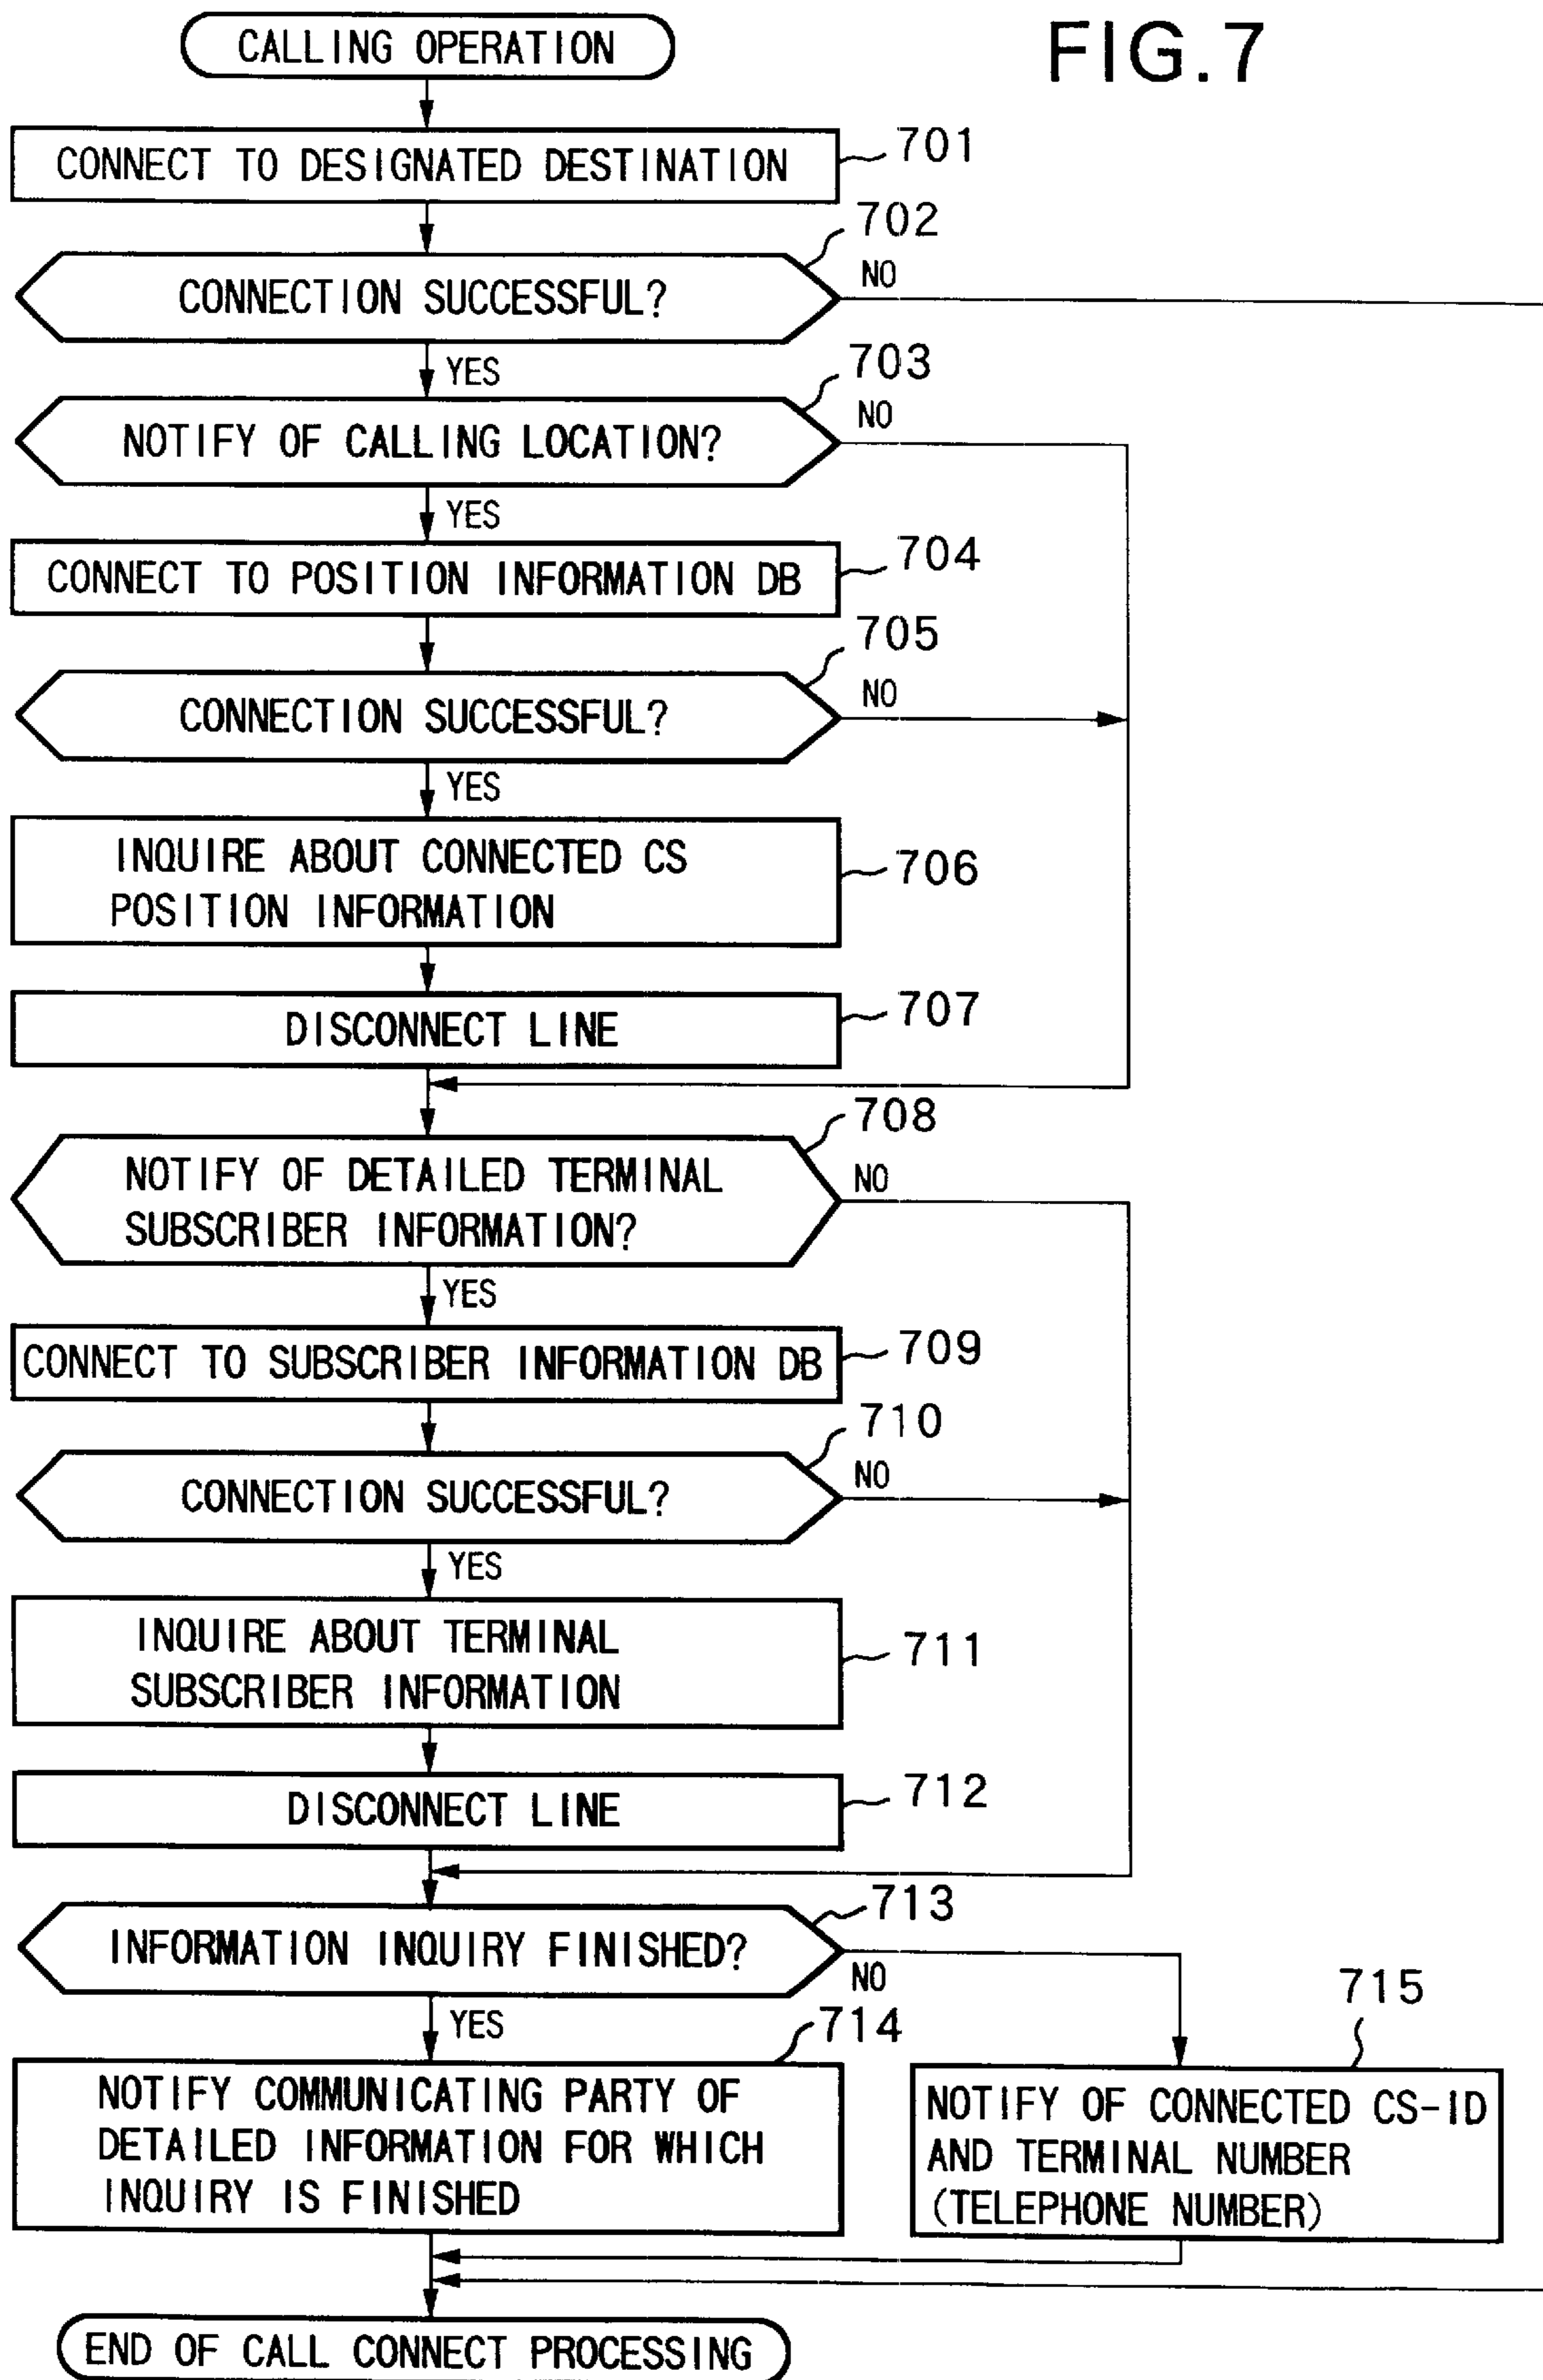 FIG.7
CALLING OPERATION
CONNECT TO DESIGNATED DESTINATION
701
702
CONNECTION SUCCESSFUL?
NO
YES
703
NOTIFY OF CALLING LOCATION?
NO
YES
CONNECT TO POSITION INFORMATION DB
704
705
CONNECTION SUCCESSFUL?
NO
YES
INQUIRE ABOUT CONNECTED CS
POSITION INFORMATION
706
DISCONNECT LINE
707
708
NOTIFY OF DETAILED TERMINAL
SUBSCRIBER INFORMATION?
NO
YES
CONNECT TO SUBSCRIBER INFORMATION DB
709
710
CONNECTION SUCCESSFUL?
NO
YES
INQUIRE ABOUT TERMINAL
SUBSCRIBER INFORMATION
711
DISCONNECT LINE
712
713
INFORMATION INQUIRY FINISHED?
NO
YES
714
NOTIFY COMMUNICATING PARTY OF
DETAILED INFORMATION FOR WHICH
INQUIRY IS FINISHED
715
NOTIFY OF CONNECTED CS-ID
AND TERMINAL NUMBER
(TELEPHONE NUMBER)
END OF CALL CONNECT PROCESSING